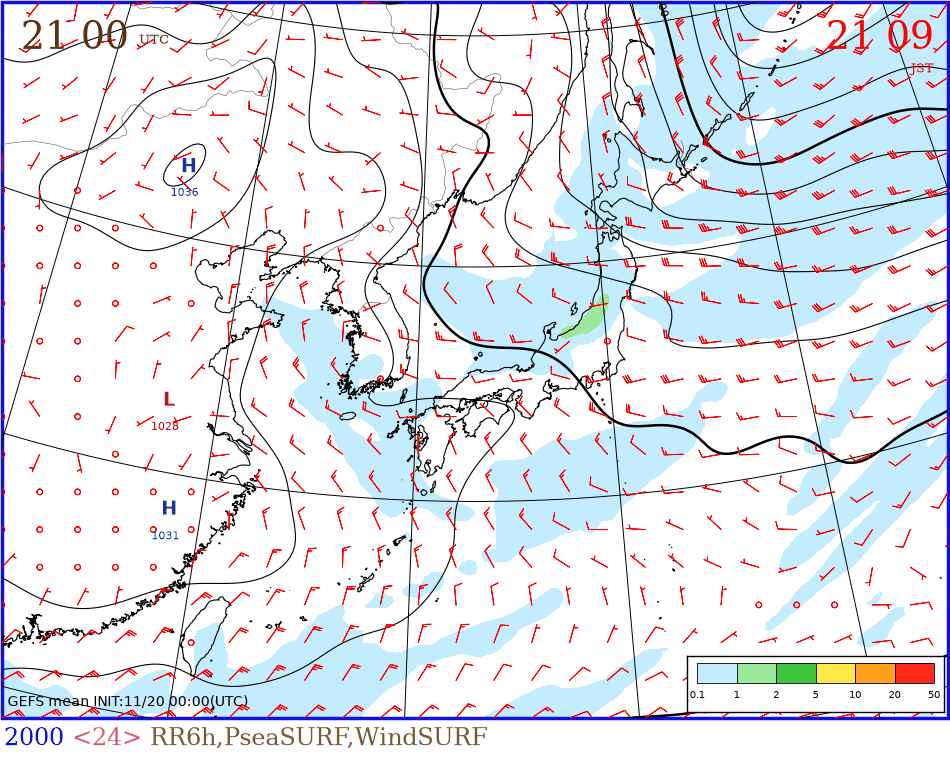 21 00 UTC
21 09
JST
H
1036
L
1028
H
1031
0.1 1 2 5 10 20 50
GEFS mean INIT:11/20 00:00(UTC)
2000 <24> RR6h,PseaSURF,WindSURF